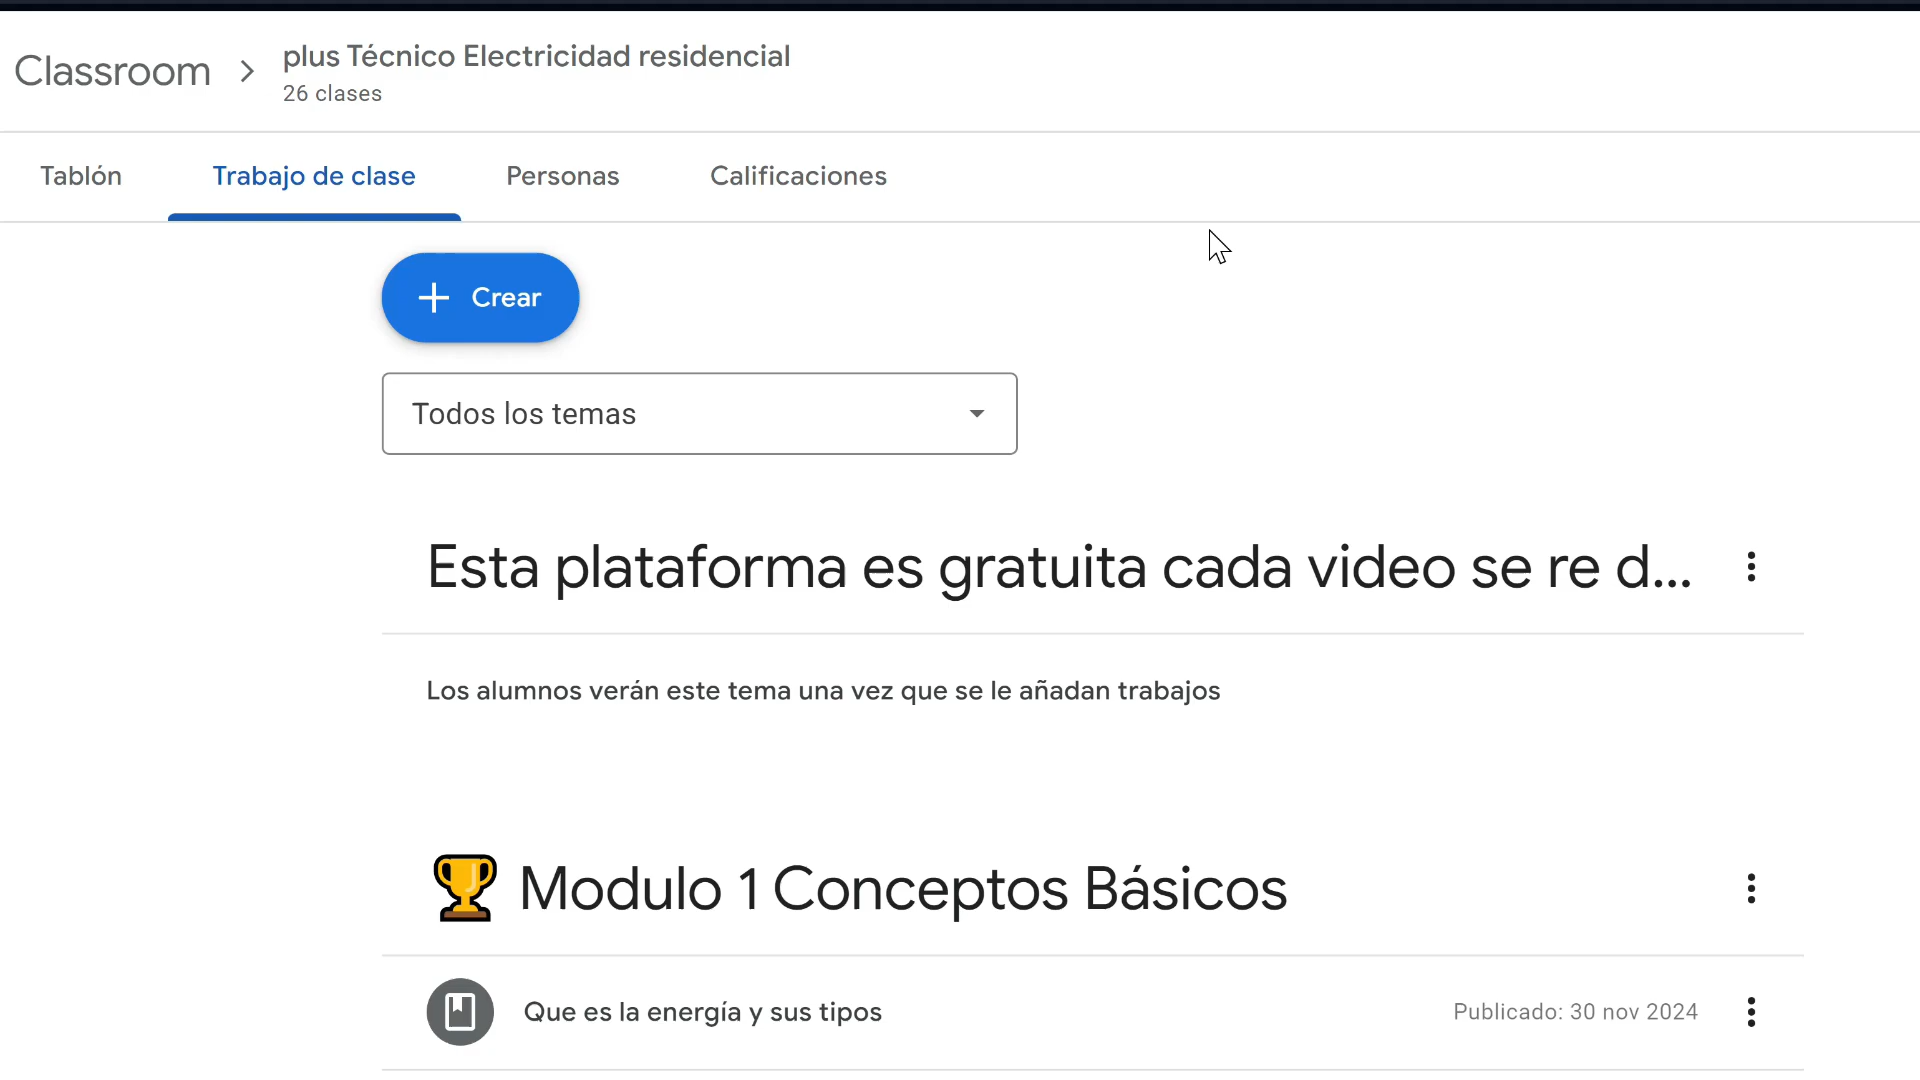 Classroom
plus Técnico Electricidad residencial
26 clases
Tablón
Trabajo de clase
Personas
Calificaciones
Crear
Todos los temas
Esta plataforma es gratuita cada video se re d...
Los alumnos verán este tema una vez que se le añadan trabajos
Modulo 1 Conceptos Básicos
Que es la energía y sus tipos
Publicado: 30 nov 2024